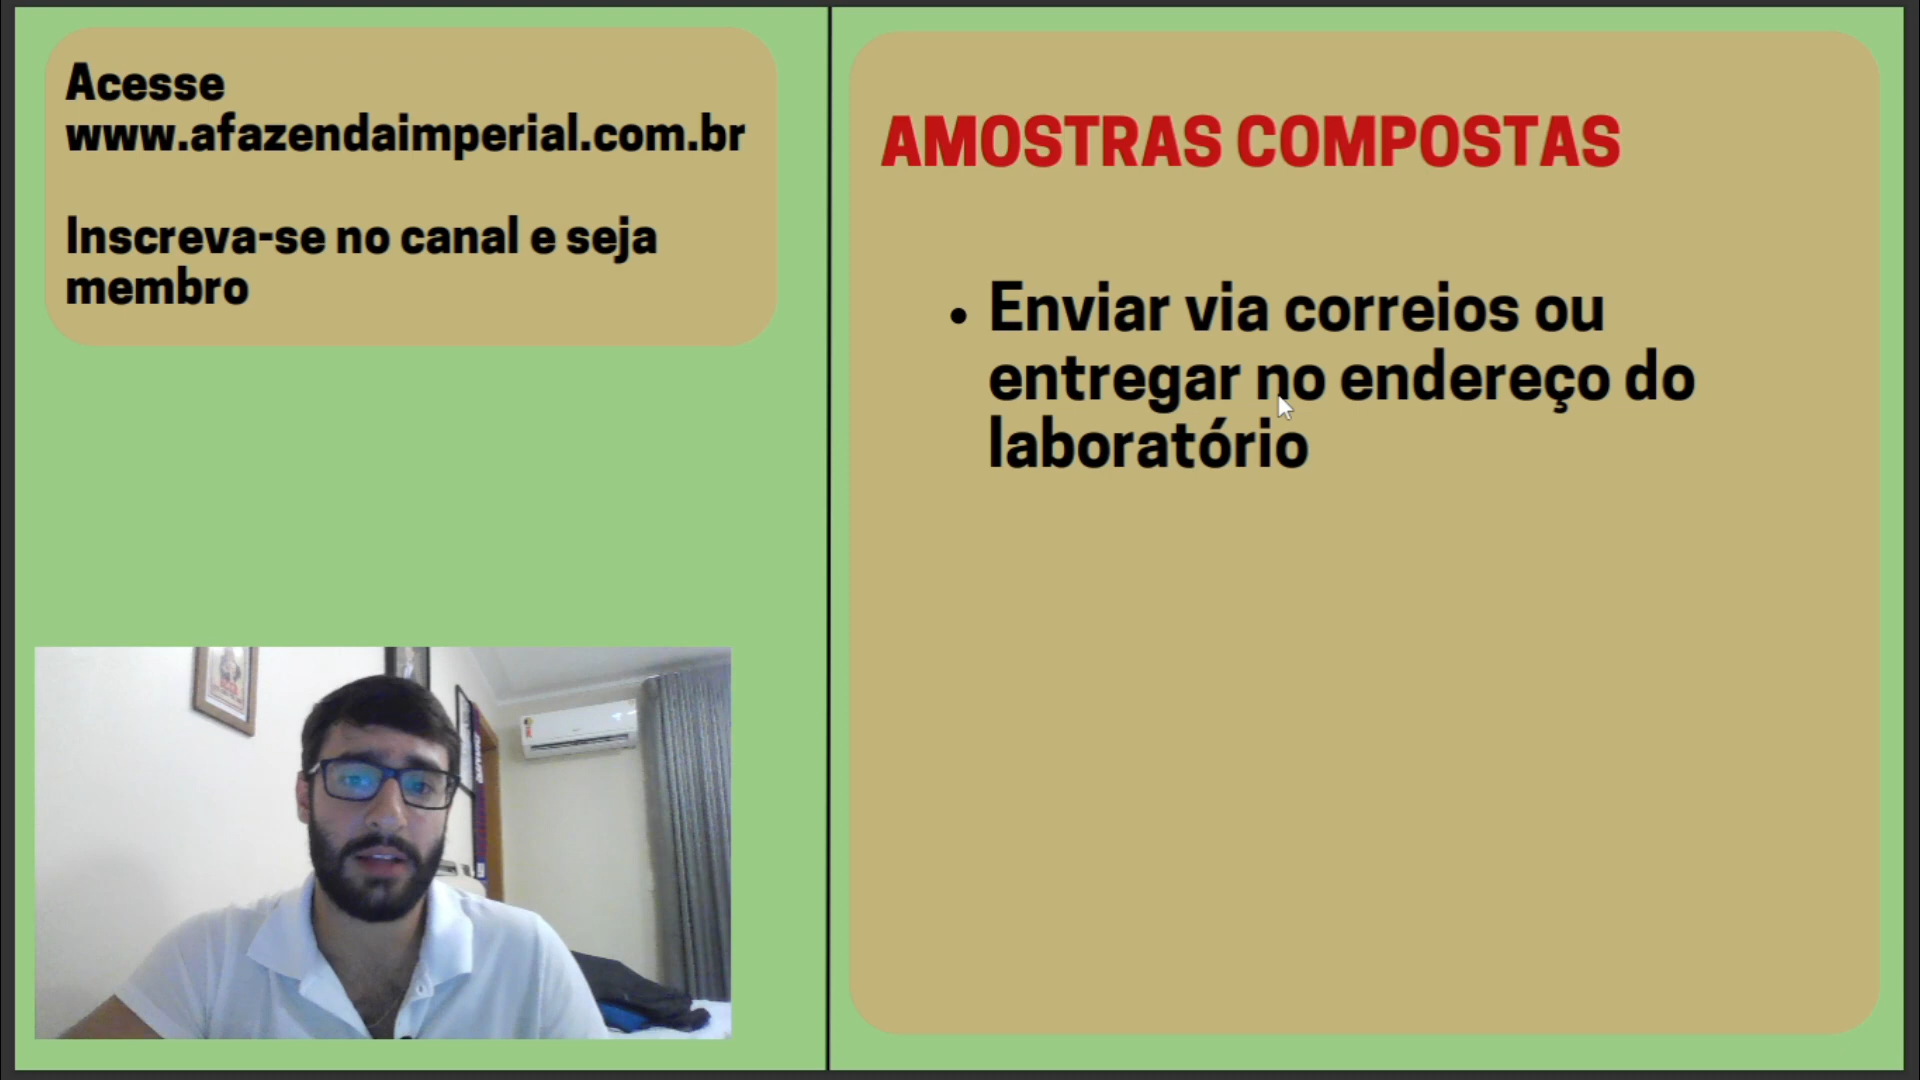 Acesse
www.afazendaimperial.com.br
Inscreva-se no canal e seja
membro
AMOSTRAS COMPOSTAS
• Enviar via correios ou
entregar no endereço do
laboratório